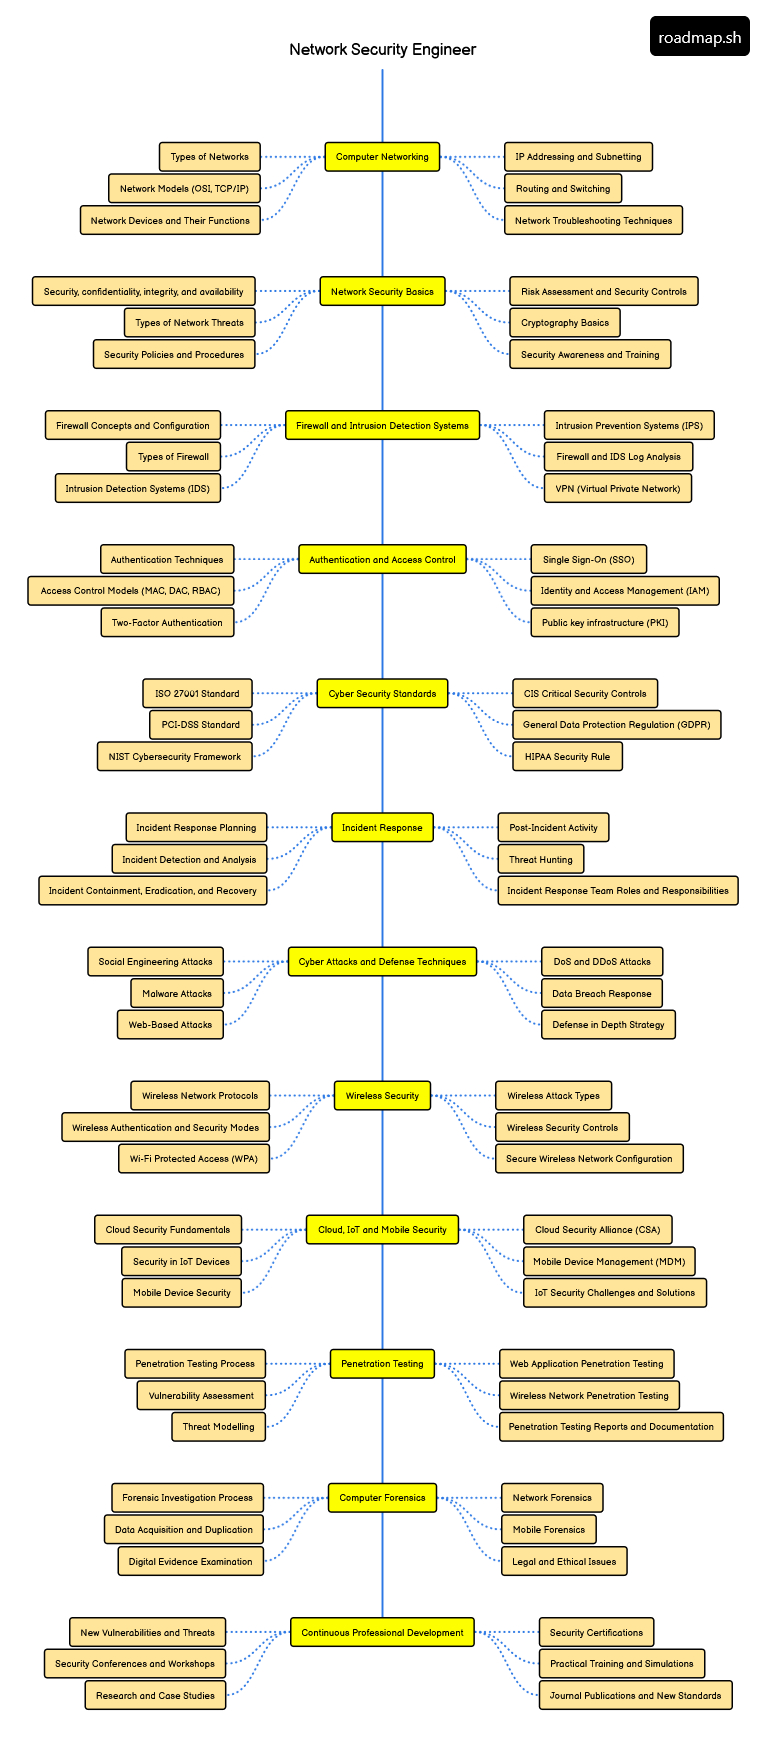 roadmap.sh
Network Security Engineer
Types of Networks
Network Models (OSI, TCP/IP)
Network Devices and Their Functions
Computer Networking
IP Addressing and Subnetting
Routing and Switching
Network Troubleshooting Techniques
Security, confidentiality, integrity, and availability
Types of Network Threats
Security Policies and Procedures
Network Security Basics
Risk Assessment and Security Controls
Cryptography Basics
Security Awareness and Training
Firewall Concepts and Configuration
Types of Firewall
Intrusion Detection Systems (IDS)
Firewall and Intrusion Detection Systems
Intrusion Prevention Systems (IPS)
Firewall and IDS Log Analysis
VPN (Virtual Private Network)
Authentication Techniques
Access Control Models (MAC, DAC, RBAC)
Two-Factor Authentication
Authentication and Access Control
Single Sign-On (SSO)
Identity and Access Management (IAM)
Public key infrastructure (PKI)
ISO 27001 Standard
PCI-DSS Standard
NIST Cybersecurity Framework
Cyber Security Standards
CIS Critical Security Controls
General Data Protection Regulation (GDPR)
HIPAA Security Rule
Incident Response Planning
Incident Detection and Analysis
Incident Containment, Eradication, and Recovery
Incident Response
Post-Incident Activity
Threat Hunting
Incident Response Team Roles and Responsibilities
Social Engineering Attacks
Malware Attacks
Web-Based Attacks
Cyber Attacks and Defense Techniques
DoS and DDoS Attacks
Data Breach Response
Defense in Depth Strategy
Wireless Network Protocols
Wireless Authentication and Security Modes
Wi-Fi Protected Access (WPA)
Wireless Security
Wireless Attack Types
Wireless Security Controls
Secure Wireless Network Configuration
Cloud Security Fundamentals
Security in IoT Devices
Mobile Device Security
Cloud, IoT and Mobile Security
Cloud Security Alliance (CSA)
Mobile Device Management (MDM)
IoT Security Challenges and Solutions
Penetration Testing Process
Vulnerability Assessment
Threat Modelling
Penetration Testing
Web Application Penetration Testing
Wireless Network Penetration Testing
Penetration Testing Reports and Documentation
Forensic Investigation Process
Data Acquisition and Duplication
Digital Evidence Examination
Computer Forensics
Network Forensics
Mobile Forensics
Legal and Ethical Issues
New Vulnerabilities and Threats
Security Conferences and Workshops
Research and Case Studies
Continuous Professional Development
Security Certifications
Practical Training and Simulations
Journal Publications and New Standards